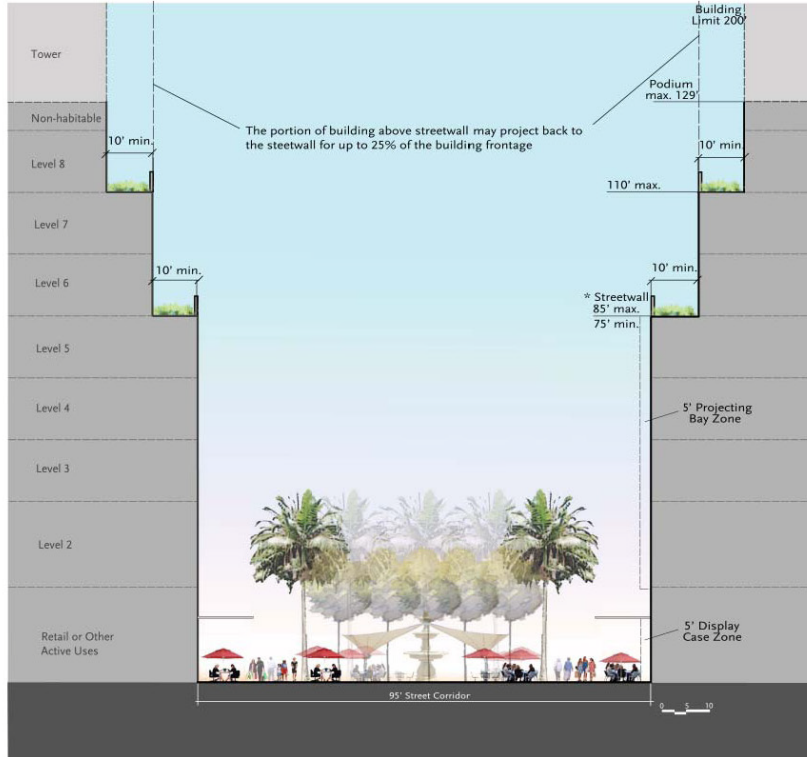 Building
Limit 200'
Tower
Podium
max. 129'
Non-habitable
The portion of building above streetwall may project back to
the steetwall for up to 25% of the building frontage
10' min.
10' min.
Level 8
110' max.
Level 7
10' min.
10' min.
Level 6
* Streetwall
85' max.
75' min.
Level 5
Level 4
5' Projecting
Bay Zone
Level 3
Level 2
Retail or Other
Active Uses
5' Display
Case Zone
95' Street Corridor
0 5 10